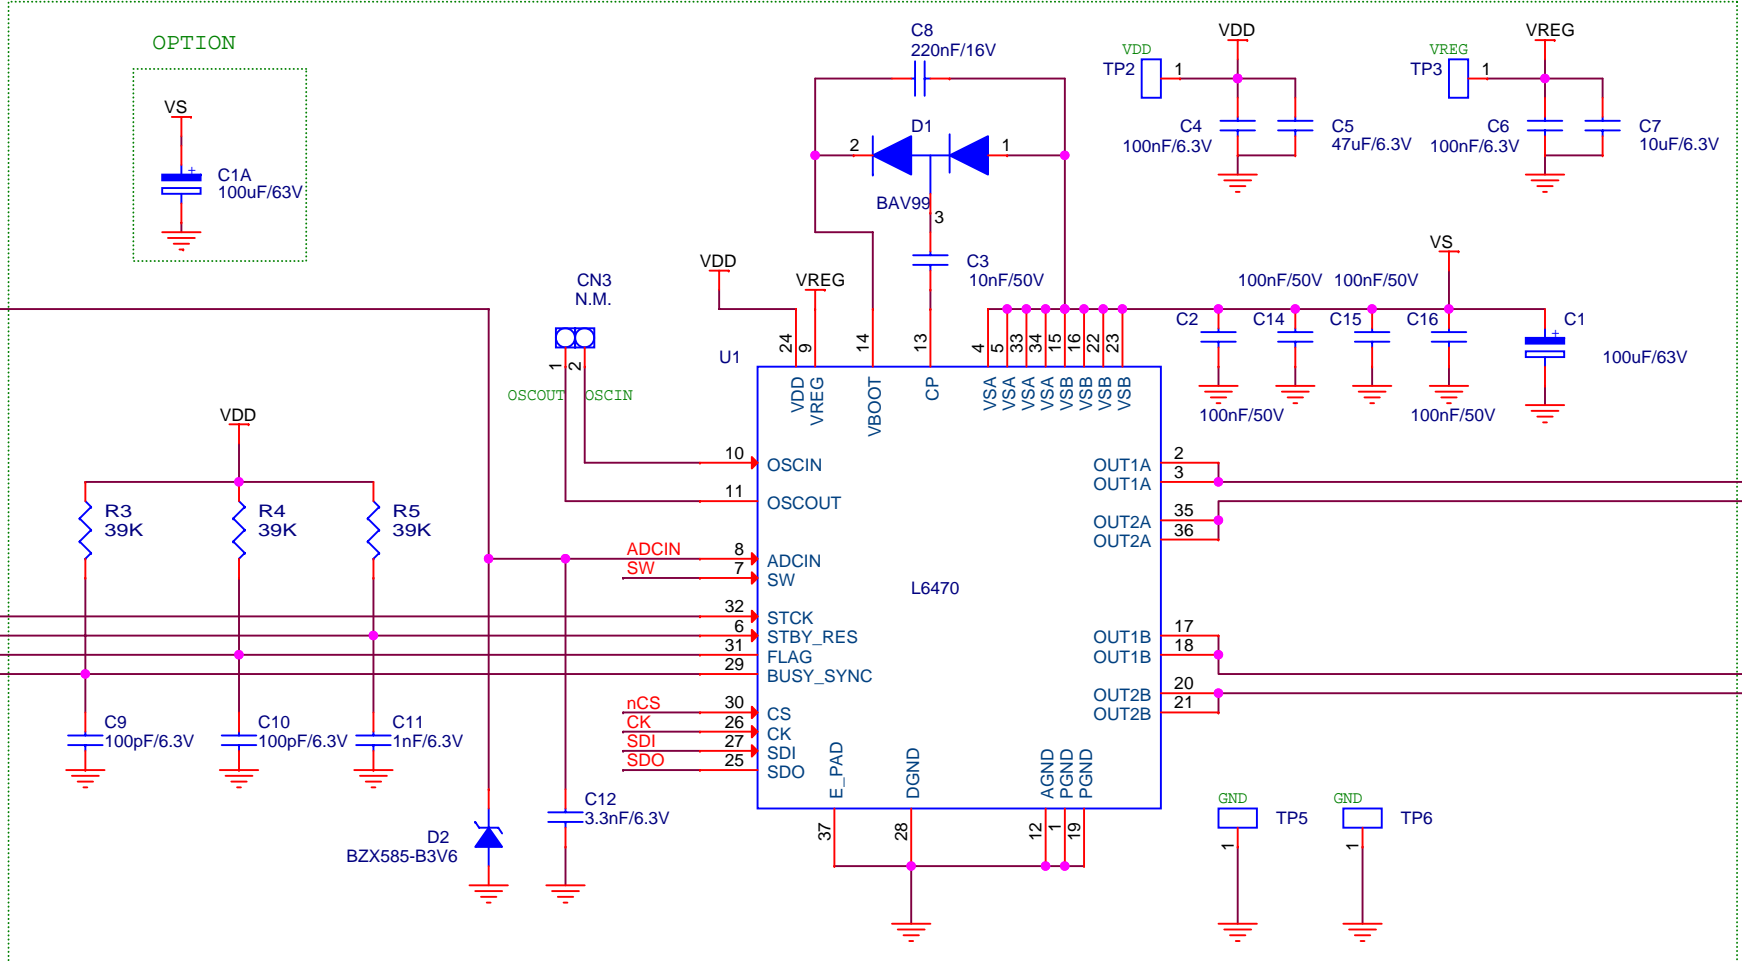 OPTION
VS
C1A
100uF/63V
C8
220nF/16V
D1
2
1
BAV99
3
C3
10nF/50V
VDD
VDD
TP2
1
C4
100nF/6.3V
C5
47uF/6.3V
VREG
VREG
TP3
1
C6
100nF/6.3V
C7
10uF/6.3V
VS
100nF/50V
100nF/50V
C2
C14
C15
C16
C1
100uF/63V
100nF/50V
100nF/50V
VDD
VREG
CN3
N.M.
1
2
OSCOUT
OSCIN
U1
24
9
14
13
4
5
33
34
15
16
22
23
VDD
VREG
VBOOT
CP
VSA
VSA
VSA
VSA
VSB
VSB
VSB
VSB
VDD
R3
39K
R4
39K
R5
39K
10
OSCIN
11
OSCOUT
ADCIN
8
ADCIN
SW
7
SW
32
STCK
6
STBY_RES
31
FLAG
29
BUSY_SYNC
nCS
30
CS
CK
26
CK
SDI
27
SDI
SDO
25
SDO
L6470
OUT1A
2
OUT1A
3
OUT2A
35
OUT2A
36
OUT1B
17
OUT1B
18
OUT2B
20
OUT2B
21
C9
100pF/6.3V
C10
100pF/6.3V
C11
1nF/6.3V
C12
3.3nF/6.3V
D2
BZX585-B3V6
E_PAD
DGND
AGND
PGND
PGND
37
28
12
1
19
GND
TP5
1
GND
TP6
1